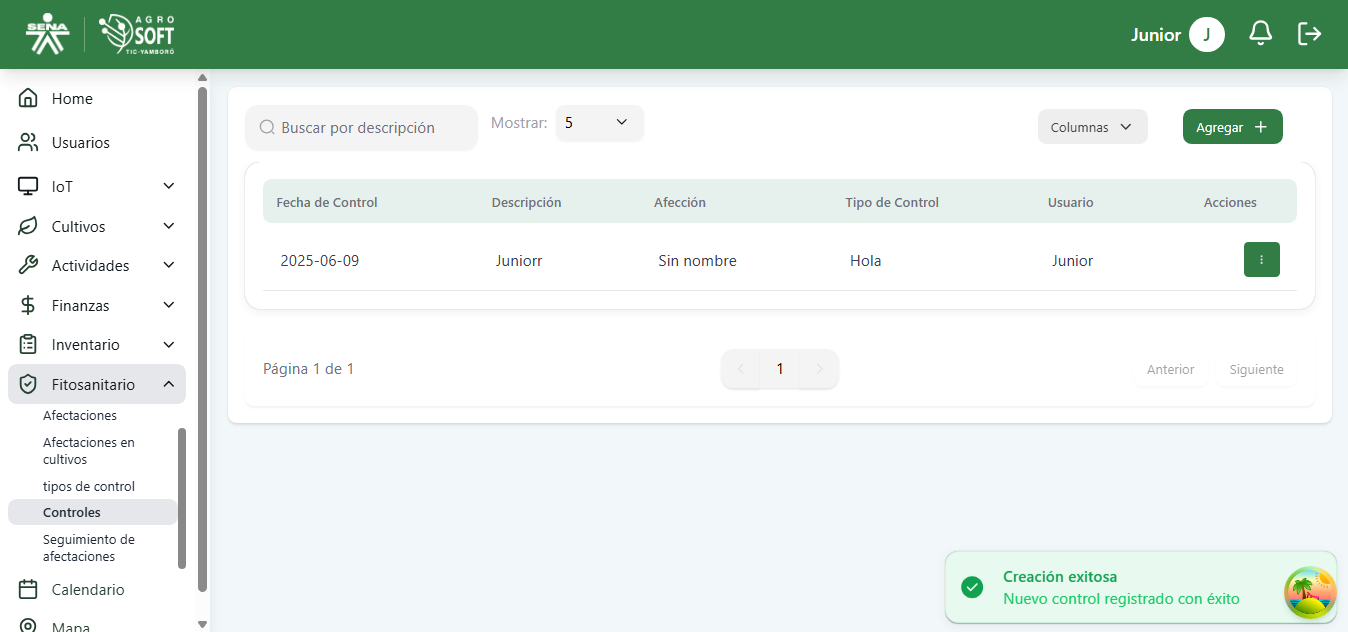 SENA
AGRO
SOFT
TIC-YAMBORÓ
Junior
J
Home
Usuarios
IoT
Cultivos
Actividades
Finanzas
Inventario
Fitosanitario
Afectaciones
Afectaciones en
cultivos
tipos de control
Controles
Seguimiento de
afectaciones
Calendario
Mapa
Buscar por descripción
Mostrar:
5
Columnas
Agregar
Fecha de Control Descripción Afección Tipo de Control Usuario Acciones
2025-06-09 Juniorr Sin nombre Hola Junior
Página 1 de 1
1
Anterior
Siguiente
Creación exitosa
Nuevo control registrado con éxito